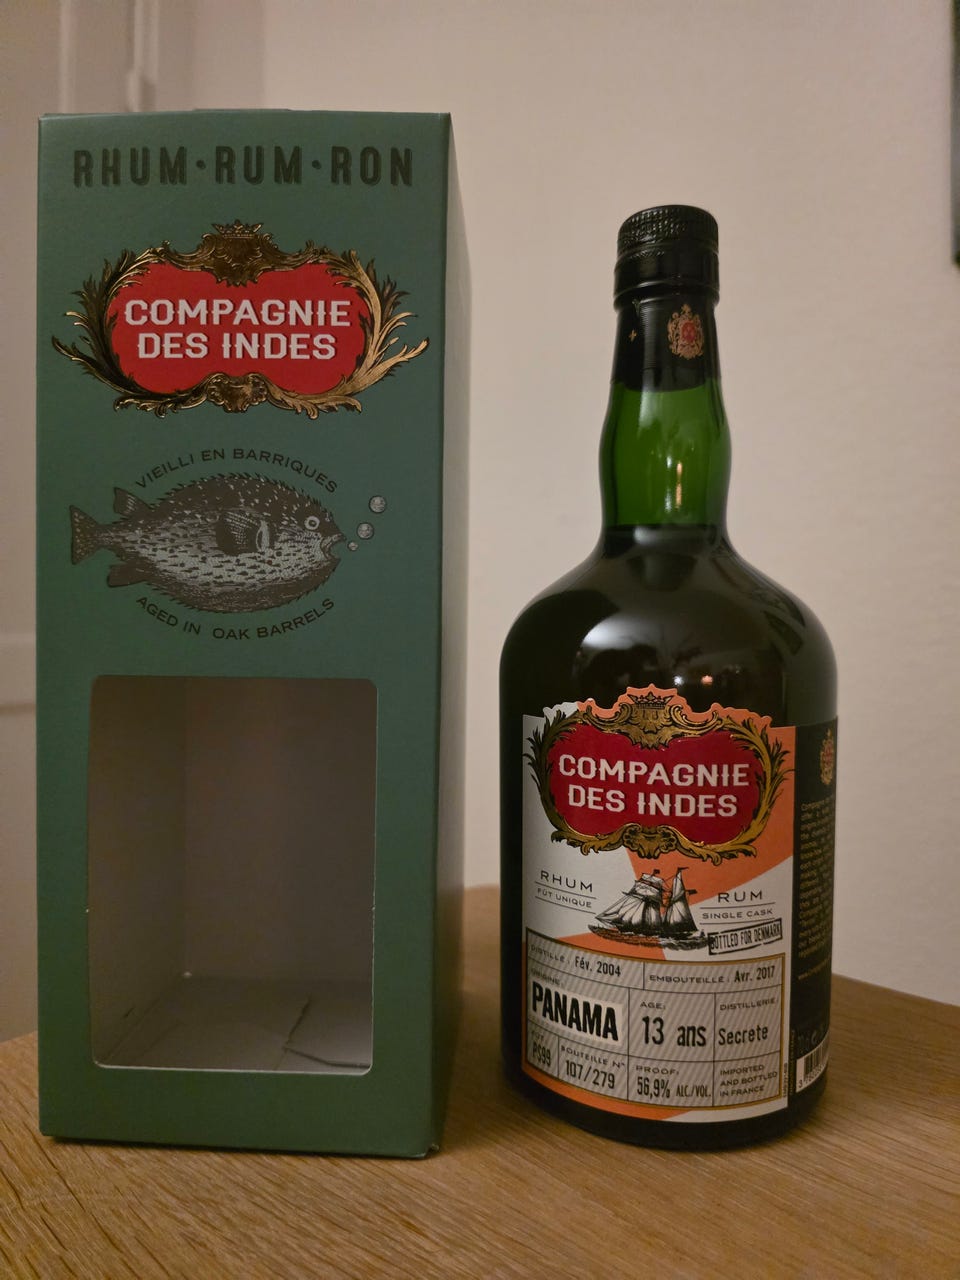 RHUM·RUM·RON
COMPAGNIE
DES INDES
VIEILLI EN BARRIQUES
AGED IN OAK BARRELS
COMPAGNIE
DES INDES
RHUM
FÛT UNIQUE
RUM
SINGLE CASK
BOTTLED FOR DENMARK
DISTILLÉ: Fév. 2004
EMBOUTEILLÉ: Avr. 2017
ORIGINE:
PANAMA
AGE:
13 ans
DISTILLERIE:
Secrete
PS99
BOUTEILLE N°
107/279
PROOF:
56,9% ALC./VOL.
IMPORTED
AND BOTTLED
IN FRANCE